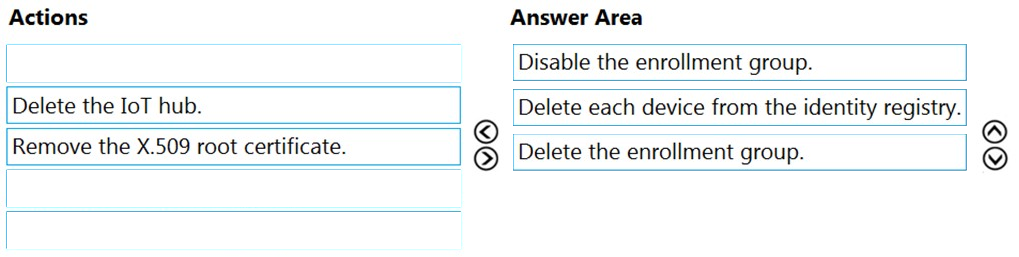 Actions
Delete the IoT hub.
Remove the X.509 root certificate.
Answer Area
Disable the enrollment group.
Delete each device from the identity registry.
Delete the enrollment group.